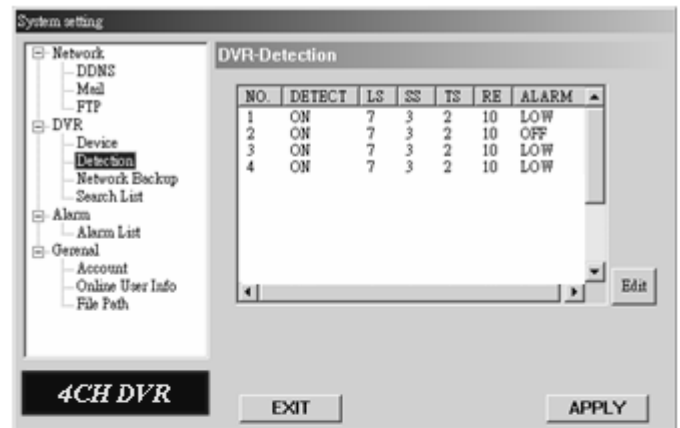 System setting
Network
DDNS
Mail
FTP
DVR
Device
Detection
Network Backup
Search List
Alarm
Alarm List
Gerenal
Account
Online User Info
File Path
4CH DVR
DVR-Detection
NO. DETECT LS SS TS RE ALARM
1 ON 7 3 2 10 LOW
2 ON 7 3 2 10 OFF
3 ON 7 3 2 10 LOW
4 ON 7 3 2 10 LOW
Edit
EXIT
APPLY